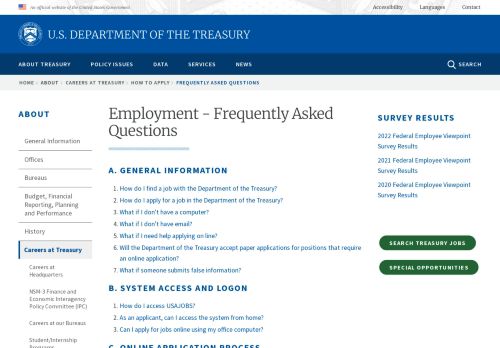 An official website of the United States Government
Accessibility Languages Contact
U.S. DEPARTMENT OF THE TREASURY
ABOUT TREASURY POLICY ISSUES DATA SERVICES NEWS SEARCH
HOME › ABOUT › CAREERS AT TREASURY › HOW TO APPLY › FREQUENTLY ASKED QUESTIONS
ABOUT
General Information
Offices
Bureaus
Budget, Financial
Reporting, Planning
and Performance
History
Careers at Treasury
Careers at
Headquarters
NSM-3 Finance and
Economic Interagency
Policy Committee (IPC)
Careers at our Bureaus
Student/Internship
Programs
Employment - Frequently Asked
Questions
A. GENERAL INFORMATION
1. How do I find a job with the Department of the Treasury?
2. How do I apply for a job in the Department of the Treasury?
3. What if I don't have a computer?
4. What if I don't have email?
5. What if I need help applying on line?
6. Will the Department of the Treasury accept paper applications for positions that require
an online application?
7. What if someone submits false information?
B. SYSTEM ACCESS AND LOGON
1. How do I access USAJOBS?
2. As an applicant, can I access the system from home?
3. Can I apply for jobs online using my office computer?
C. ONLINE APPLICATION PROCESS
SURVEY RESULTS
2022 Federal Employee Viewpoint
Survey Results
2021 Federal Employee Viewpoint
Survey Results
2020 Federal Employee Viewpoint
Survey Results
SEARCH TREASURY JOBS
SPECIAL OPPORTUNITIES